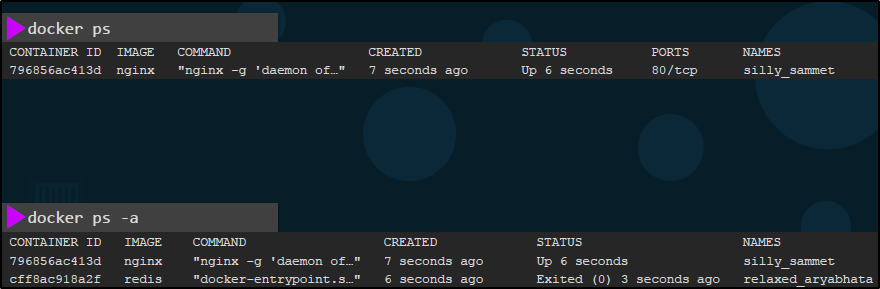 docker ps
CONTAINER ID  IMAGE   COMMAND                  CREATED             STATUS              PORTS       NAMES
796856ac413d  nginx   "nginx -g 'daemon of…"   7 seconds ago       Up 6 seconds        80/tcp      silly_sammet
docker ps -a
CONTAINER ID   IMAGE    COMMAND                  CREATED             STATUS                     NAMES
796856ac413d   nginx    "nginx -g 'daemon of…"   7 seconds ago       Up 6 seconds               silly_sammet
cff8ac918a2f   redis    "docker-entrypoint.s…"   6 seconds ago       Exited (0) 3 seconds ago   relaxed_aryabhata